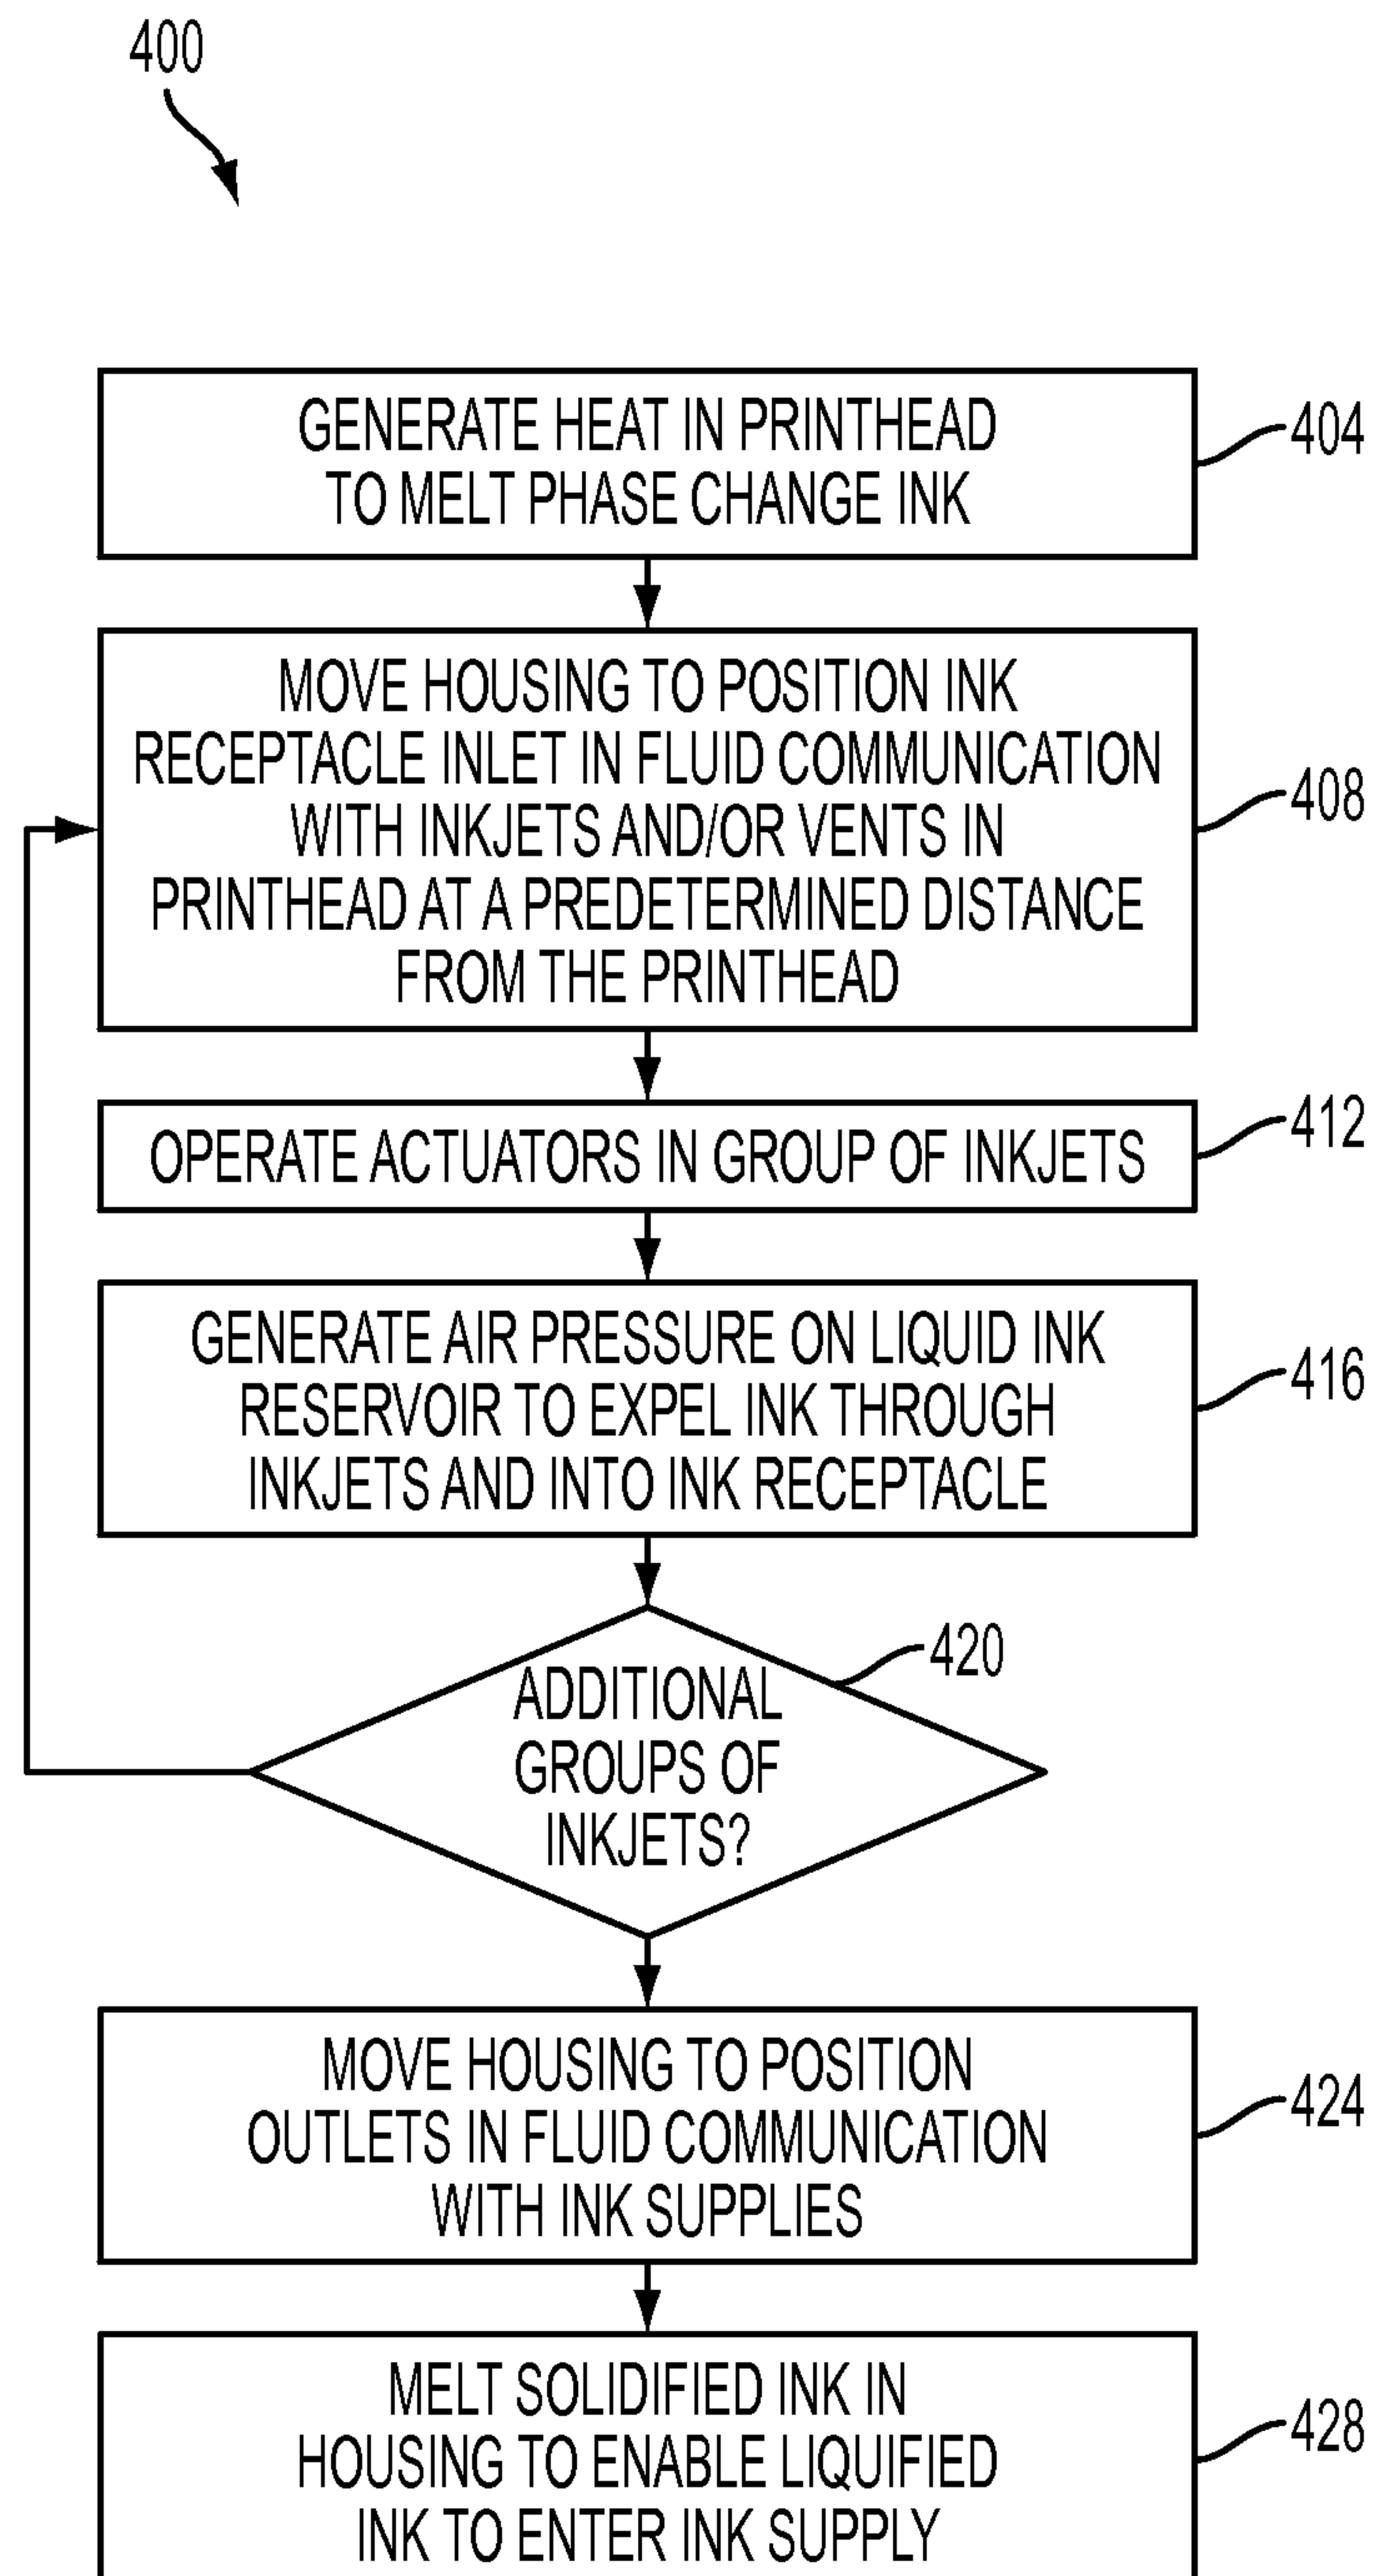 400
GENERATE HEAT IN PRINTHEAD
TO MELT PHASE CHANGE INK
404
MOVE HOUSING TO POSITION INK
RECEPTACLE INLET IN FLUID COMMUNICATION
WITH INKJETS AND/OR VENTS IN
PRINTHEAD AT A PREDETERMINED DISTANCE
FROM THE PRINTHEAD
408
OPERATE ACTUATORS IN GROUP OF INKJETS
412
GENERATE AIR PRESSURE ON LIQUID INK
RESERVOIR TO EXPEL INK THROUGH
INKJETS AND INTO INK RECEPTACLE
416
ADDITIONAL
GROUPS OF
INKJETS?
420
MOVE HOUSING TO POSITION
OUTLETS IN FLUID COMMUNICATION
WITH INK SUPPLIES
424
MELT SOLIDIFIED INK IN
HOUSING TO ENABLE LIQUIFIED
INK TO ENTER INK SUPPLY
428